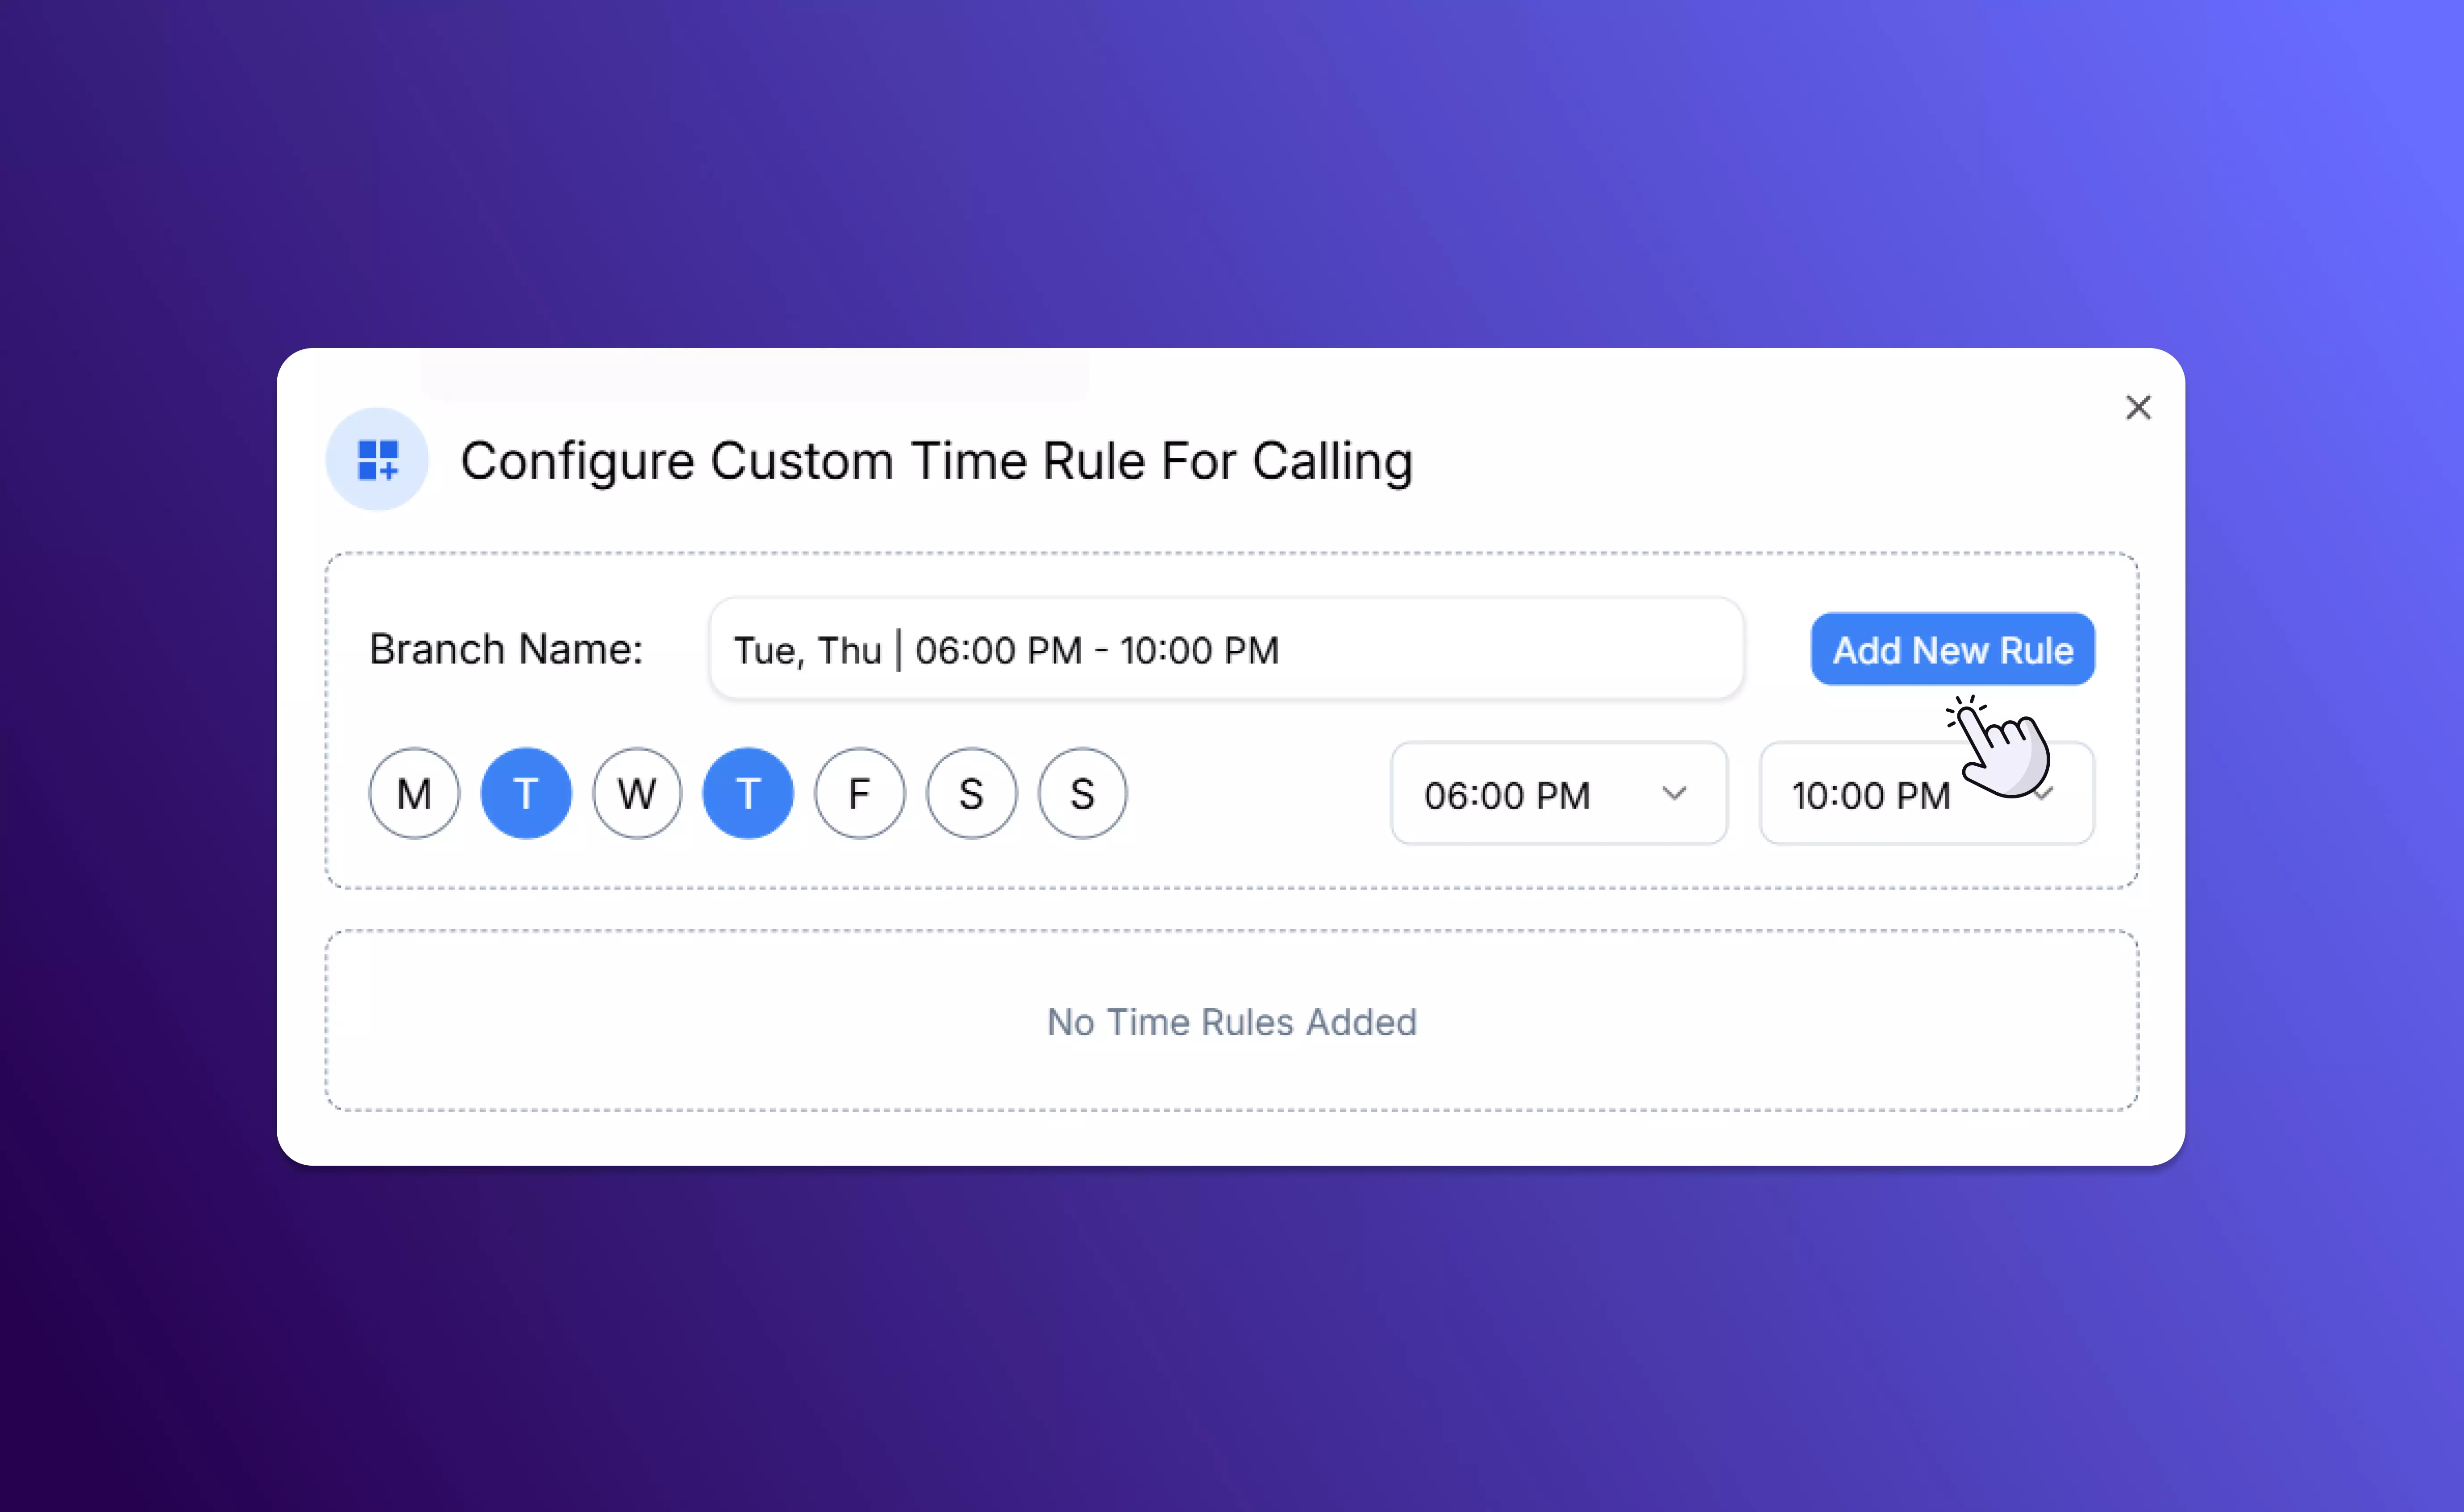 Configure Custom Time Rule For Calling
Branch Name: Tue, Thu | 06:00 PM - 10:00 PM Add New Rule
M T W T F S S 06:00 PM 10:00 PM
No Time Rules Added